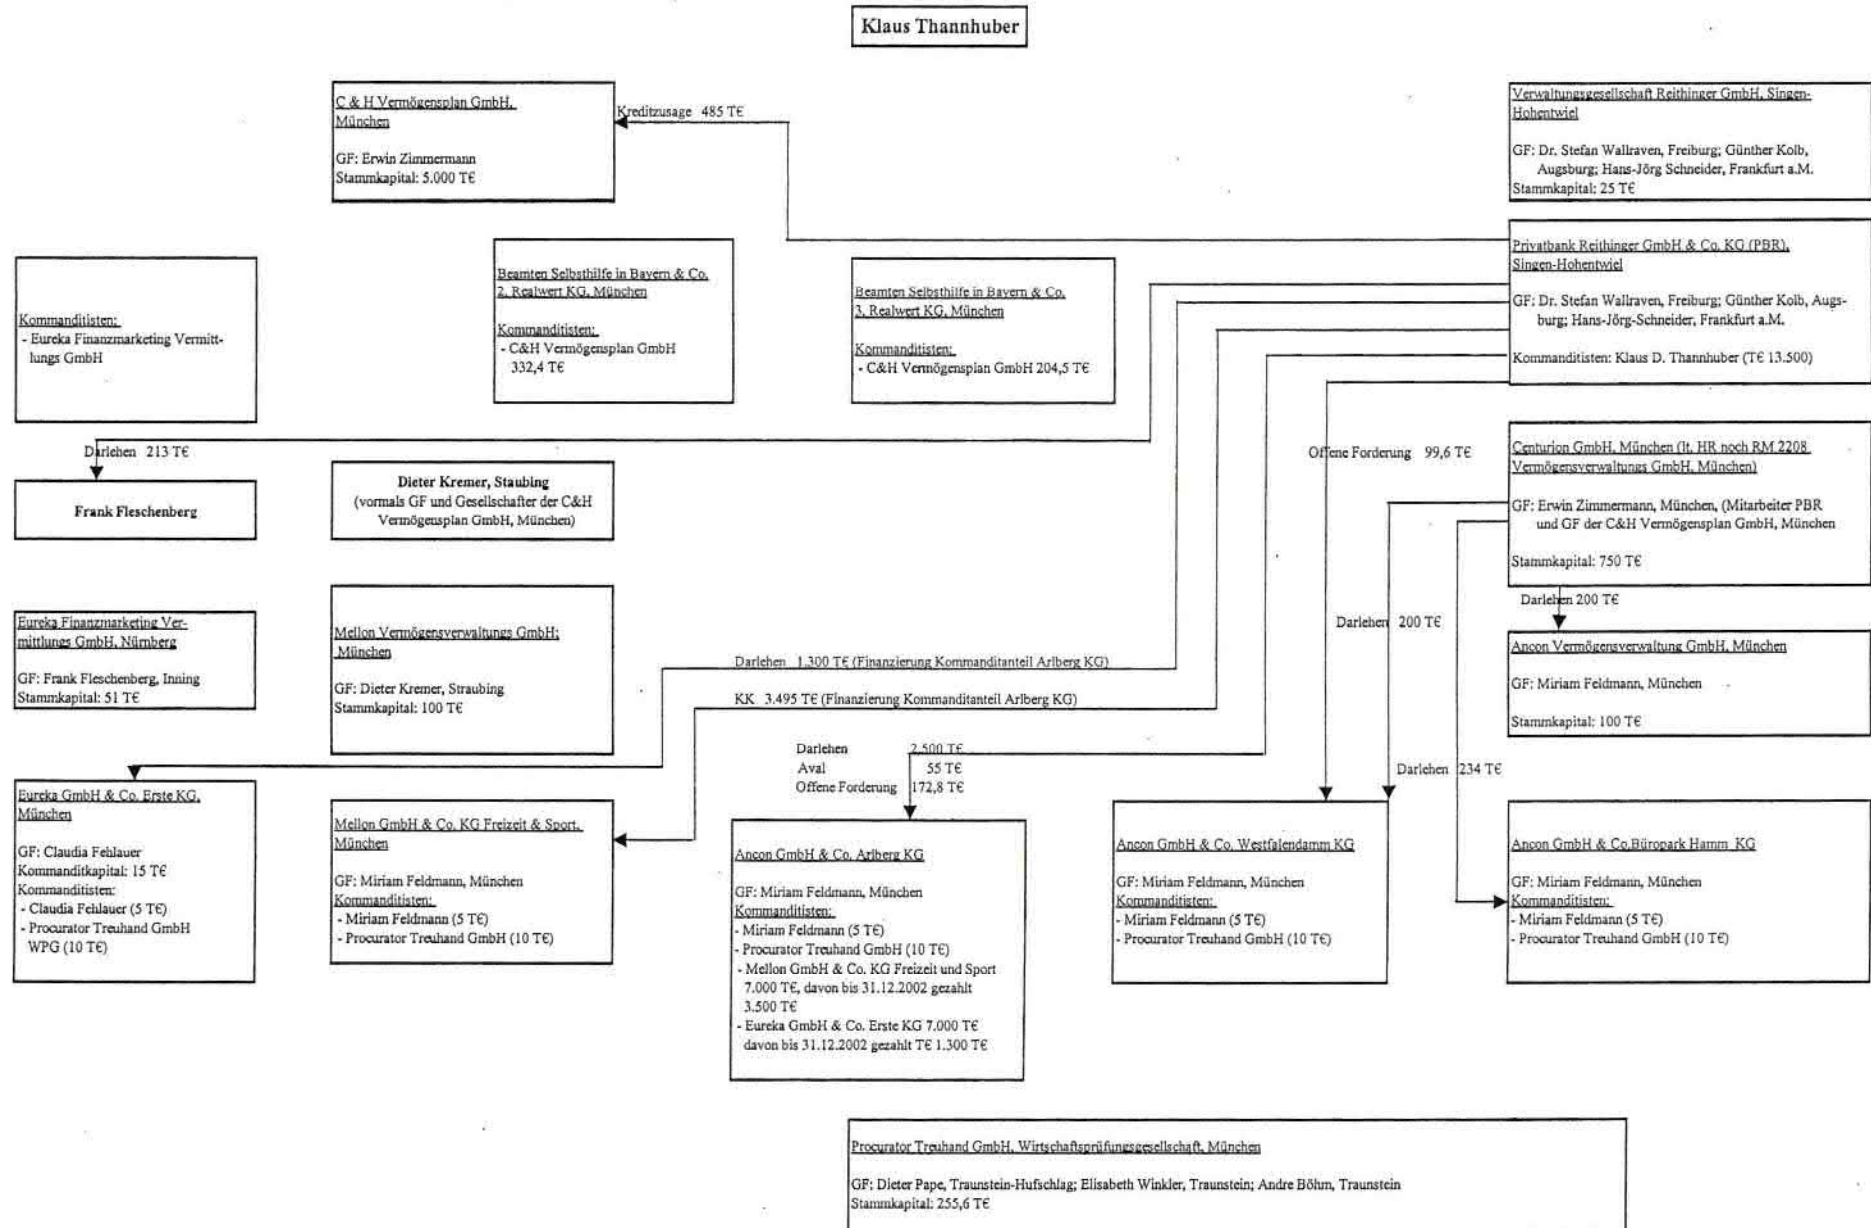 Klaus Thannhuber
C & H Vermögensplan GmbH,
München
GF: Erwin Zimmermann
Stammkapital: 5.000 T€
Kreditzusage 485 T€
Verwaltungsgesellschaft Reithinger GmbH, Singen-
Hohentwiel
GF: Dr. Stefan Wallraven, Freiburg; Günther Kolb,
Augsburg; Hans-Jörg Schneider, Frankfurt a.M.
Stammkapital: 25 T€
Kommanditisten:
- Eureka Finanzmarketing Vermitt-
lungs GmbH
Beamten Selbsthilfe in Bayern & Co.
2. Realwert KG, München
Kommanditisten:
- C&H Vermögensplan GmbH
332,4 T€
Beamten Selbsthilfe in Bayern & Co.
3. Realwert KG, München
Kommanditisten:
- C&H Vermögensplan GmbH 204,5 T€
Privatbank Reithinger GmbH & Co. KG (PBR),
Singen-Hohentwiel
GF: Dr. Stefan Wallraven, Freiburg; Günther Kolb, Augs-
burg; Hans-Jörg-Schneider, Frankfurt a.M.
Kommanditisten: Klaus D. Thannhuber (T€ 13.500)
Darlehen 213 T€
Frank Fleschenberg
Dieter Kremer, Staubing
(vormals GF und Gesellschafter der C&H
Vermögensplan GmbH, München)
Offene Forderung 99,6 T€
Centurion GmbH, München (lt. HR noch RM 2208
Vermögensverwaltungs GmbH, München)
GF: Erwin Zimmermann, München, (Mitarbeiter PBR
und GF der C&H Vermögensplan GmbH, München
Stammkapital: 750 T€
Darlehen 200 T€
Eureka Finanzmarketing Ver-
mittlungs GmbH, Nürnberg
GF: Frank Fleschenberg, Inning
Stammkapital: 51 T€
Mellon Vermögensverwaltungs GmbH;
München
GF: Dieter Kremer, Straubing
Stammkapital: 100 T€
Darlehen 1.300 T€ (Finanzierung Kommanditanteil Arlberg KG)
KK 3.495 T€ (Finanzierung Kommanditanteil Arlberg KG)
Darlehen 200 T€
Ancon Vermögensverwaltung GmbH, München
GF: Miriam Feldmann, München
Stammkapital: 100 T€
Darlehen 2.500 T€
Aval 55 T€
Offene Forderung 172,8 T€
Darlehen 234 T€
Eureka GmbH & Co. Erste KG,
München
GF: Claudia Fehlauer
Kommanditkapital: 15 T€
Kommanditisten:
- Claudia Fehlauer (5 T€)
- Procurator Treuhand GmbH
WPG (10 T€)
Mellon GmbH & Co. KG Freizeit & Sport,
München
GF: Miriam Feldmann, München
Kommanditisten:
- Miriam Feldmann (5 T€)
- Procurator Treuhand GmbH (10 T€)
Ancon GmbH & Co. Arlberg KG
GF: Miriam Feldmann, München
Kommanditisten:
- Miriam Feldmann (5 T€)
- Procurator Treuhand GmbH (10 T€)
- Mellon GmbH & Co. KG Freizeit und Sport
7.000 T€, davon bis 31.12.2002 gezahlt
3.500 T€
- Eureka GmbH & Co. Erste KG 7.000 T€
davon bis 31.12.2002 gezahlt T€ 1.300 T€
Ancon GmbH & Co. Westfalendamm KG
GF: Miriam Feldmann, München
Kommanditisten:
- Miriam Feldmann (5 T€)
- Procurator Treuhand GmbH (10 T€)
Ancon GmbH & Co.Büropark Hamm KG
GF: Miriam Feldmann, München
Kommanditisten:
- Miriam Feldmann (5 T€)
- Procurator Treuhand GmbH (10 T€)
Procurator Treuhand GmbH, Wirtschaftsprüfungsgesellschaft, München
GF: Dieter Pape, Traunstein-Hufschlag; Elisabeth Winkler, Traunstein; Andre Böhm, Traunstein
Stammkapital: 255,6 T€